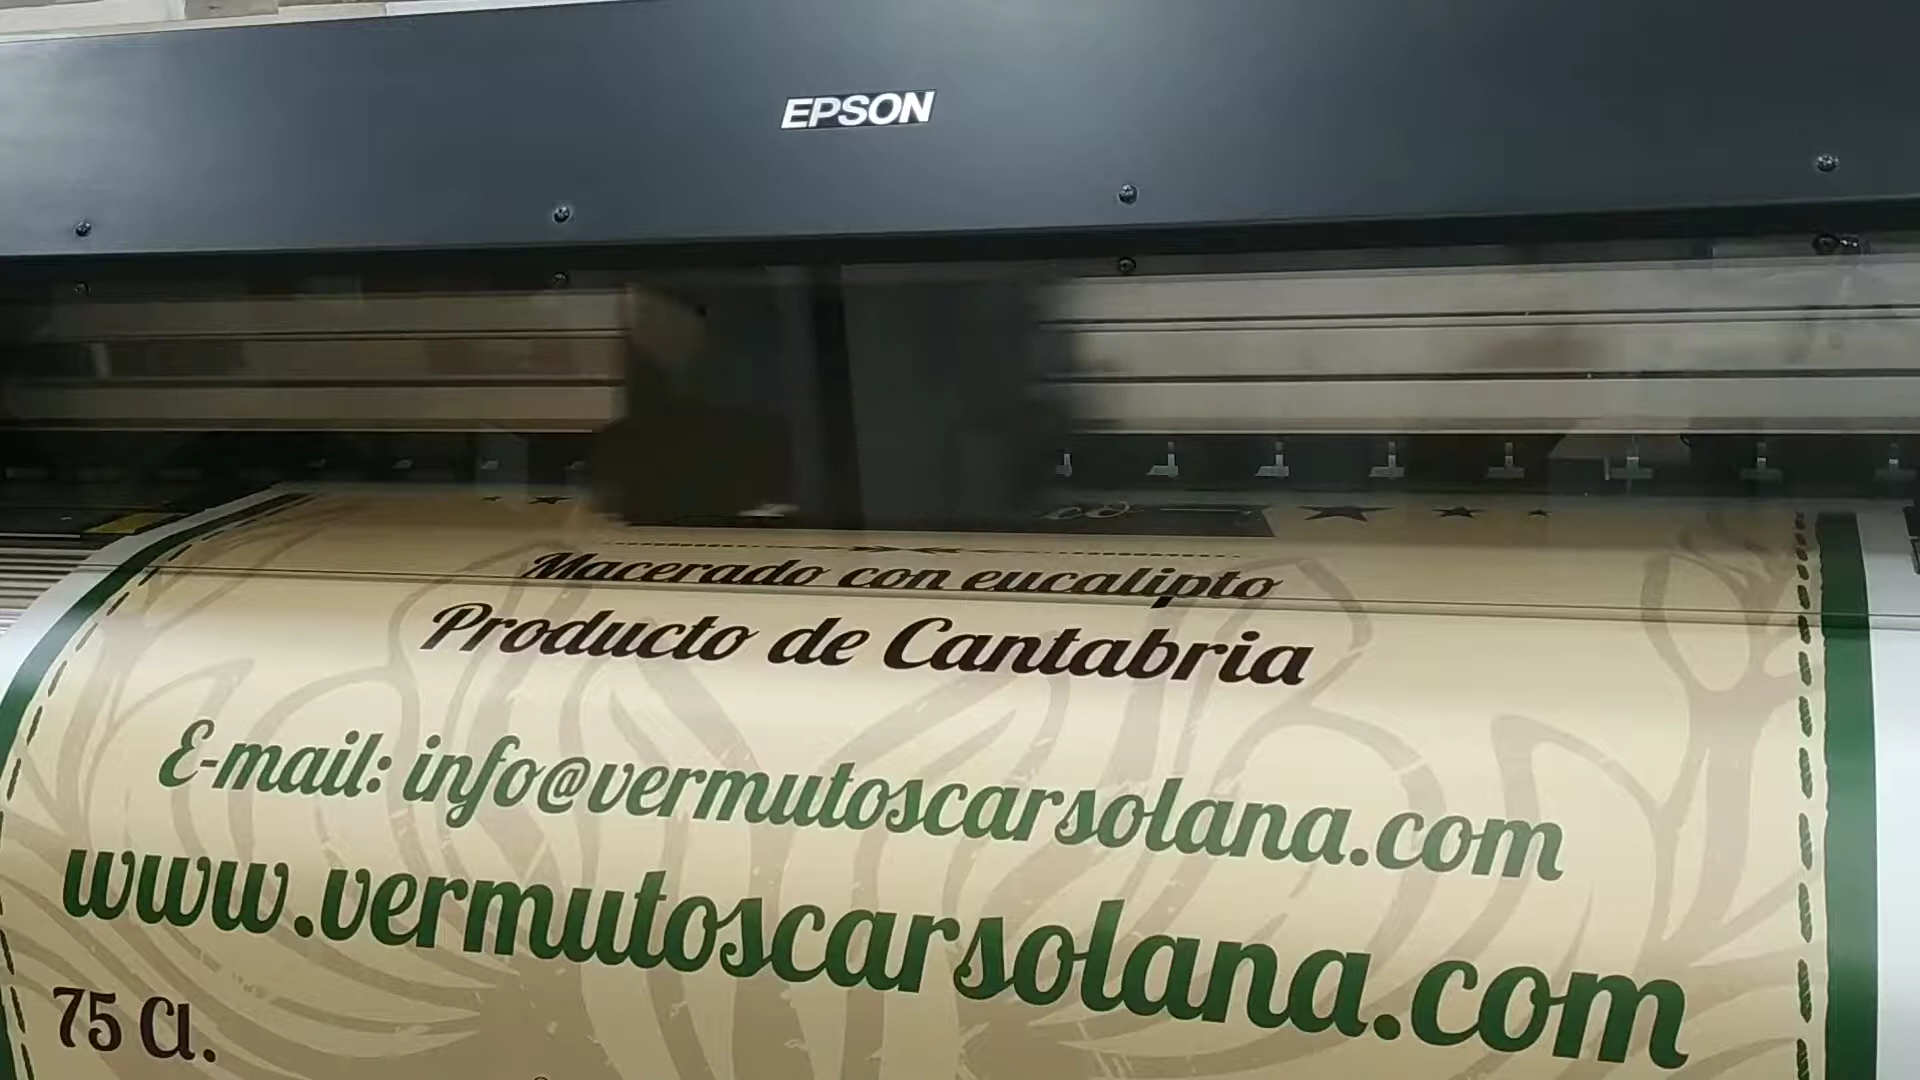 EPSON
Macerado con eucalipto
Producto de Cantabria
E-mail: info@vermutoscarsolana.com
www.vermutoscarsolana.com
75 Cl.